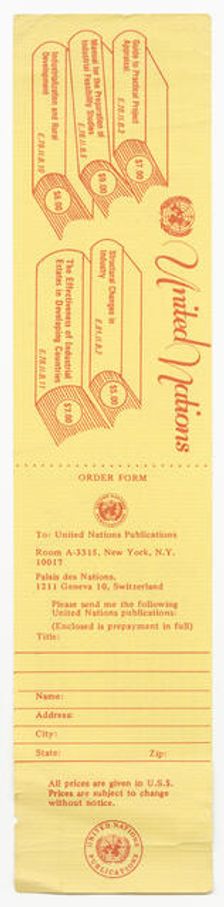 United Nations
Guide to Practical Project
Appraisal
E.78.II.B.3
$7.00
Manual for the Preparation of
Industrial Feasibility Studies
E.78.II.B.5
$9.00
Industrialization and Rural
Development
E.78.II.B.10
$6.00
Structural Changes in
Industry
E.81.II.B.2
$5.00
The Effectiveness of Industrial
Estates in Developing Countries
E.78.II.B.11
$7.00
ORDER FORM
To: United Nations Publications
Room A-3315, New York, N.Y.
10017
Palais des Nations,
1211 Geneva 10, Switzerland
Please send me the following
United Nations publications:
(Enclosed is prepayment in full)
Title:
Name:
Address:
City:
State: Zip:
All prices are given in U.S.$.
Prices are subject to change
without notice.
UNITED NATIONS
PUBLICATIONS